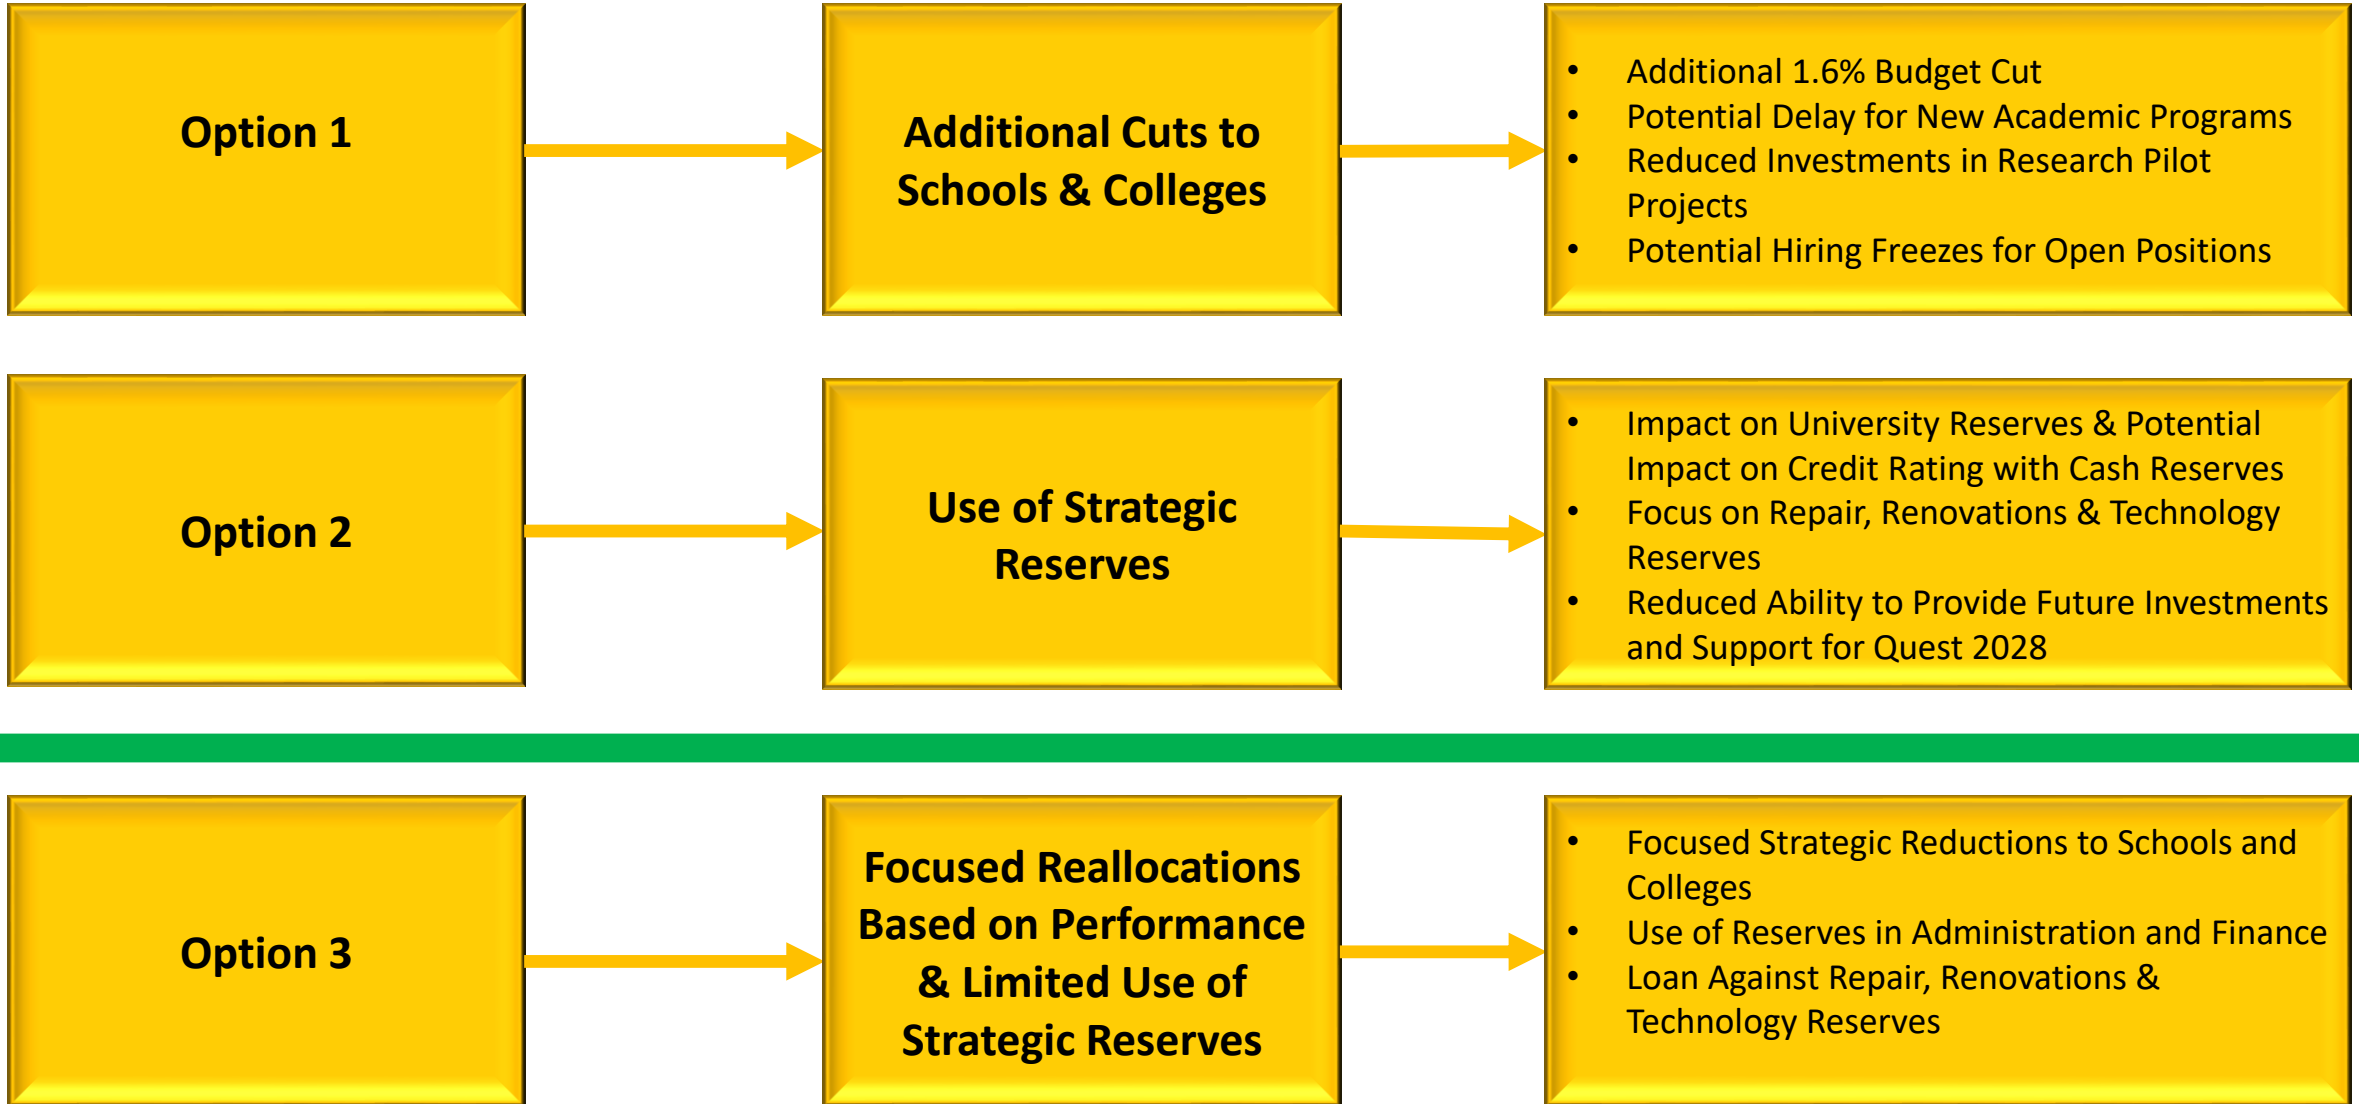 Option 1
Additional Cuts to
Schools & Colleges
• Additional 1.6% Budget Cut
• Potential Delay for New Academic Programs
• Reduced Investments in Research Pilot
Projects
• Potential Hiring Freezes for Open Positions
Option 2
Use of Strategic
Reserves
• Impact on University Reserves & Potential
Impact on Credit Rating with Cash Reserves
• Focus on Repair, Renovations & Technology
Reserves
• Reduced Ability to Provide Future Investments
and Support for Quest 2028
Option 3
Focused Reallocations
Based on Performance
& Limited Use of
Strategic Reserves
• Focused Strategic Reductions to Schools and
Colleges
• Use of Reserves in Administration and Finance
• Loan Against Repair, Renovations &
Technology Reserves